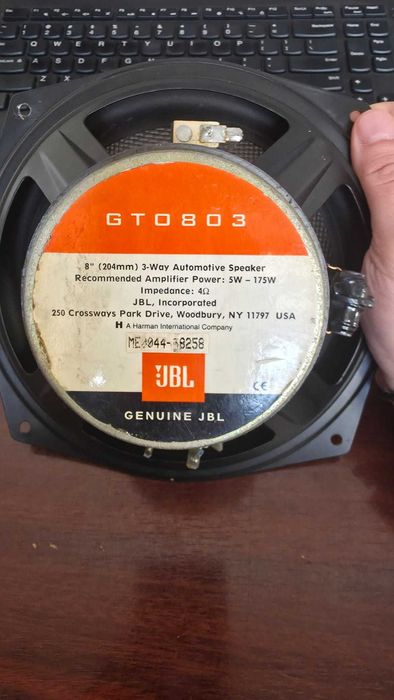 GTO803
8" (204mm) 3-Way Automotive Speaker
Recommended Amplifier Power: 5W – 175W
Impedance: 4Ω
JBL, Incorporated
250 Crossways Park Drive, Woodbury, NY 11797 USA
H A Harman International Company
JBL
CE
GENUINE JBL